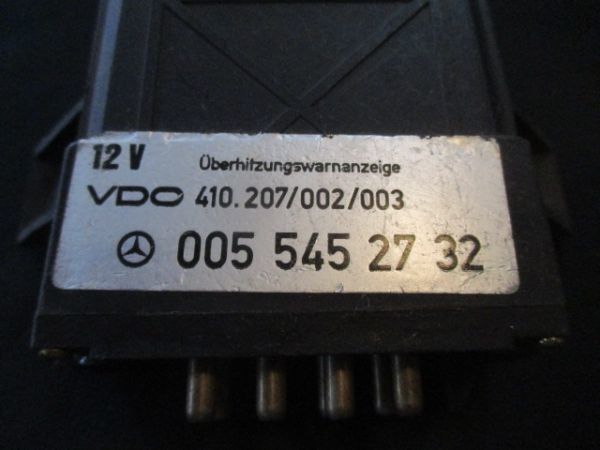 12 V Überhitzungswarnanzeige
VDO 410.207/002/003
005 545 27 32